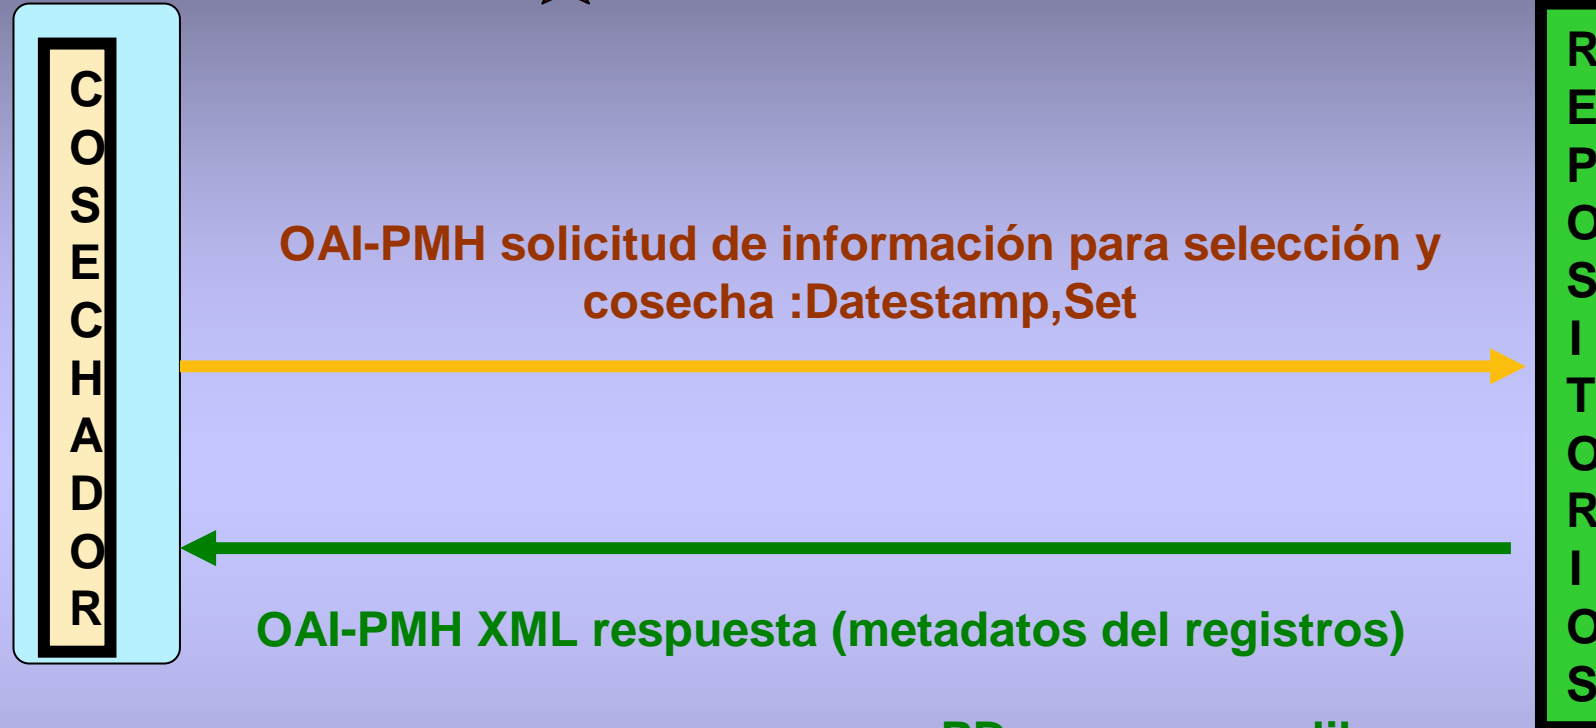 COSECHADOR
OAI-PMH solicitud de información para selección y
cosecha :Datestamp,Set
OAI-PMH XML respuesta (metadatos del registros)
REPOSITORIOS